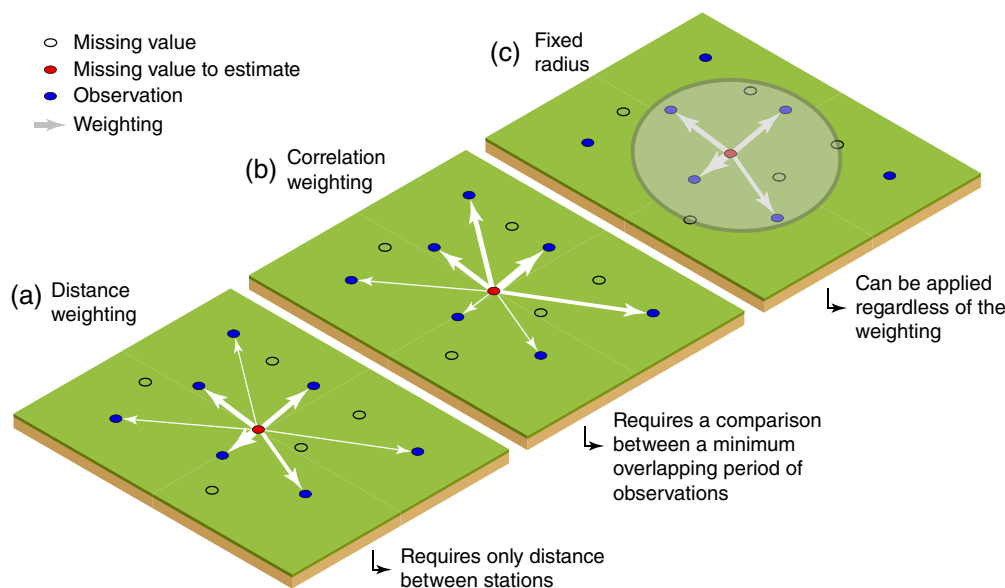 Missing value
Missing value to estimate
Observation
Weighting
(c) Fixed
radius
(b) Correlation
weighting
(a) Distance
weighting
Can be applied
regardless of the
weighting
Requires a comparison
between a minimum
overlapping period of
observations
Requires only distance
between stations